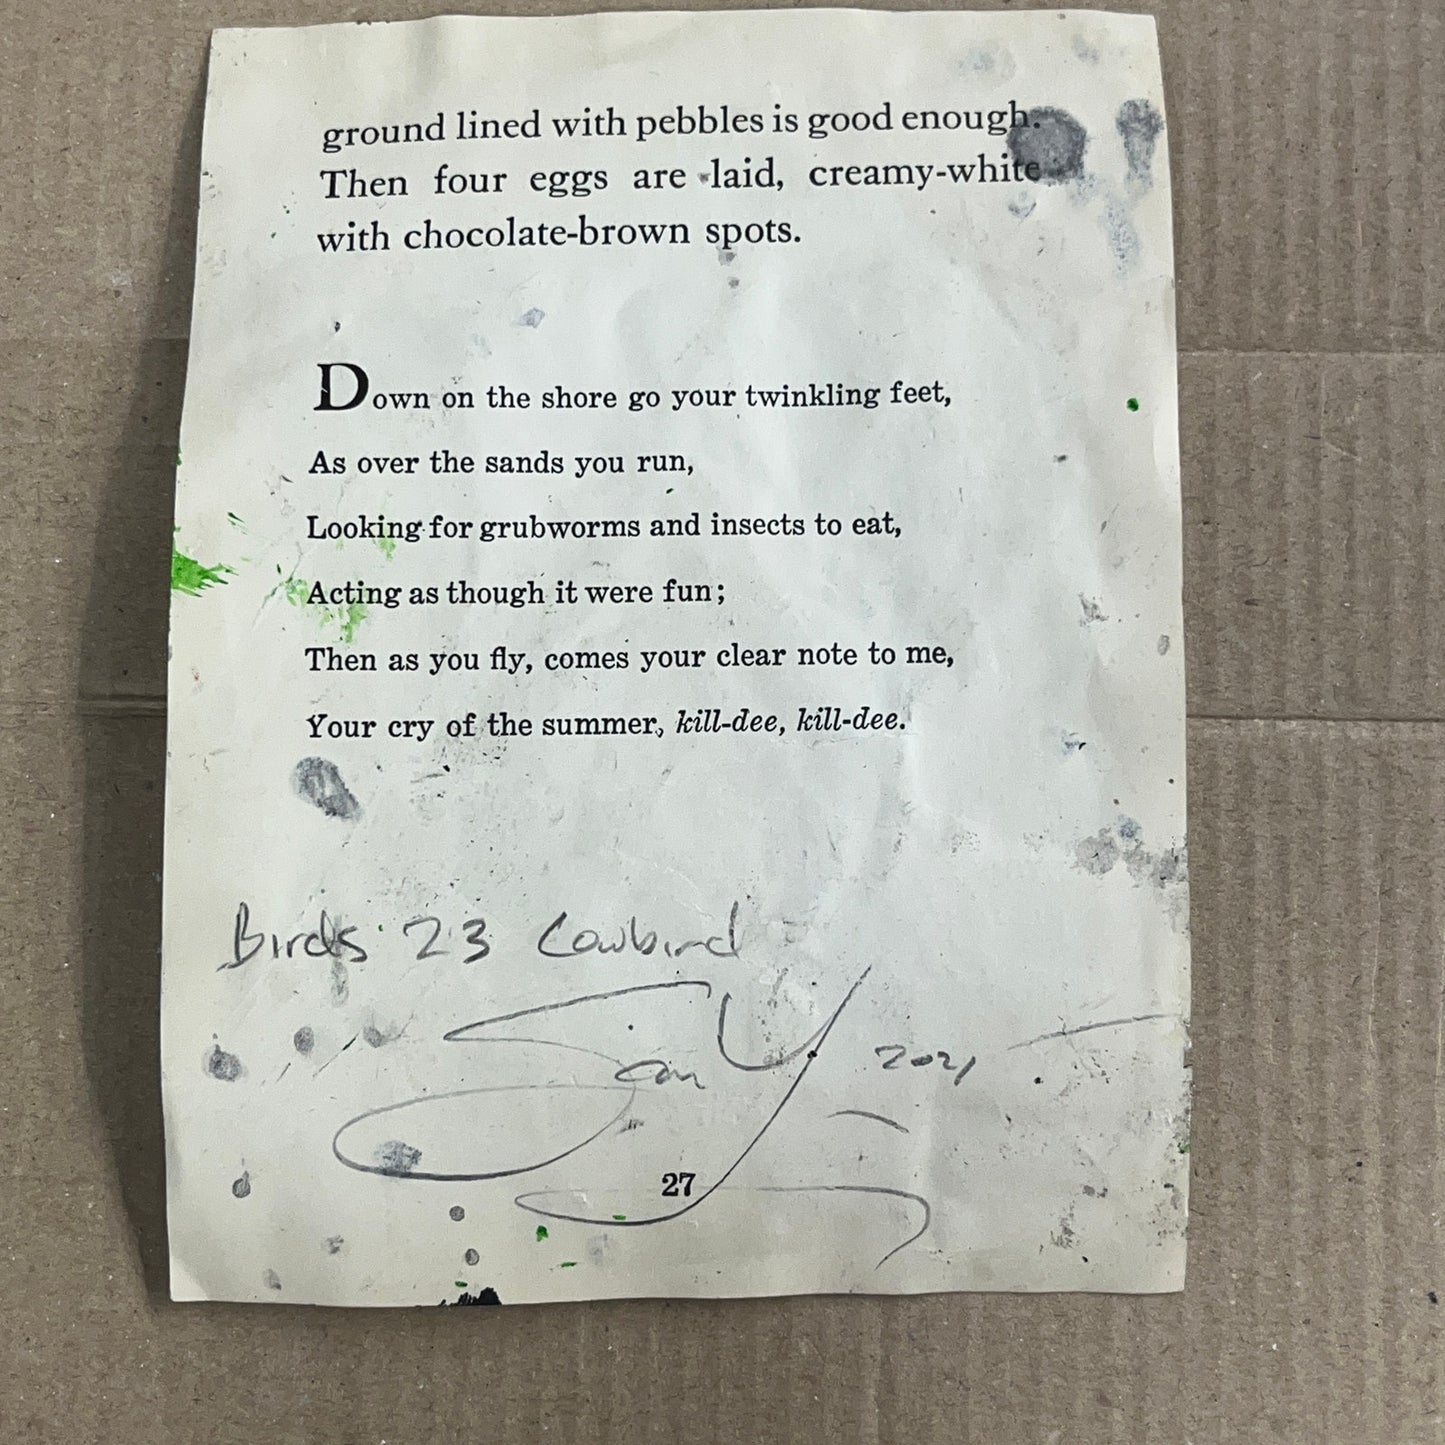 ground lined with pebbles is good enough.
Then four eggs are laid, creamy-white
with chocolate-brown spots.
Down on the shore go your twinkling feet,
As over the sands you run,
Looking for grubworms and insects to eat,
Acting as though it were fun;
Then as you fly, comes your clear note to me,
Your cry of the summer, kill-dee, kill-dee.
Birds 23 Cowbird
2021
27